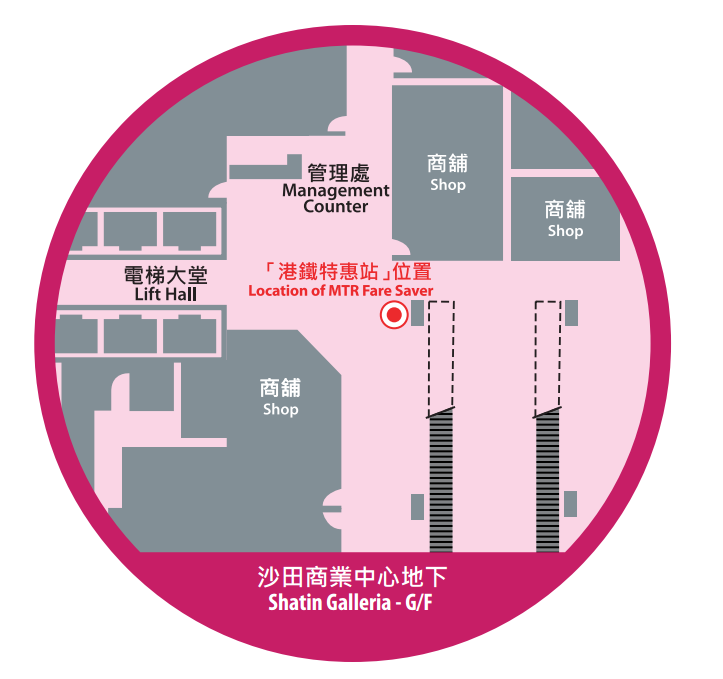 管理處
Management
Counter
商舖
Shop
商舖
Shop
電梯大堂
Lift Hall
「港鐵特惠站」位置
Location of MTR Fare Saver
商舖
Shop
沙田商業中心地下
Shatin Galleria - G/F